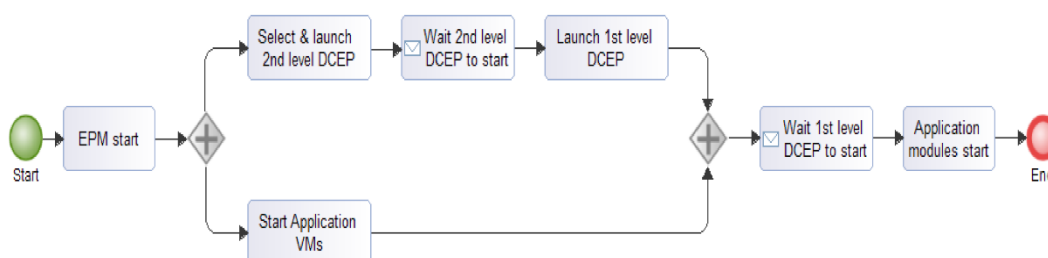 Select & launch
2nd level DCEP
Wait 2nd level
DCEP to start
Launch 1st level
DCEP
EPM start
Start
Wait 1st level
DCEP to start
Application
modules start
Start Application
VMs